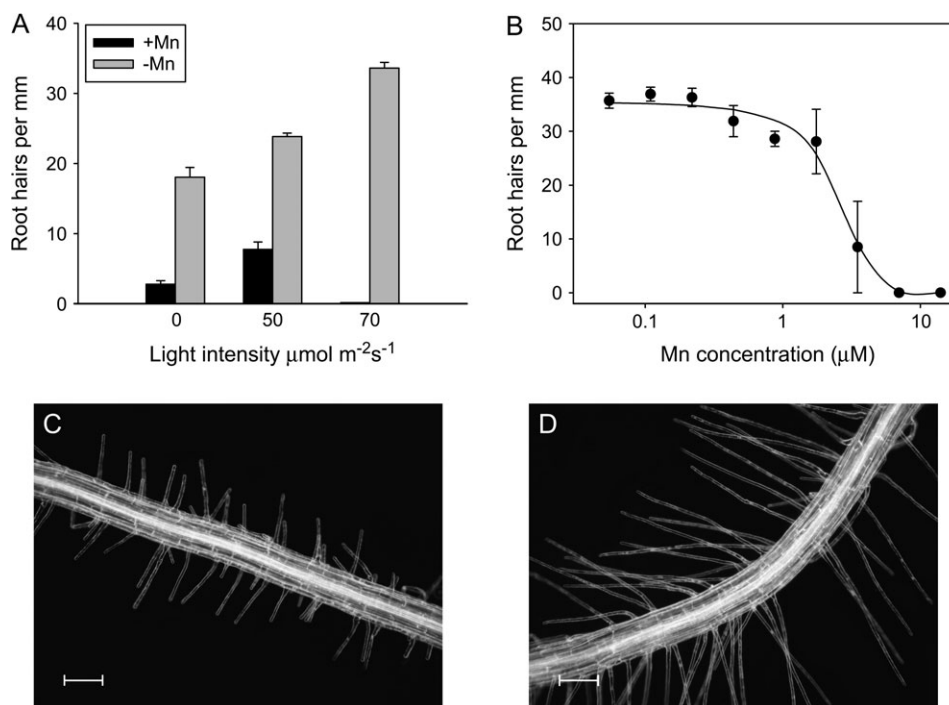 A
40
30
20
10
0
Root hairs per mm
+Mn
-Mn
0 50 70
Light intensity μmol m⁻²s⁻¹
B
50
40
30
20
10
0
Root hairs per mm
0.1 1 10
Mn concentration (μM)
C
D